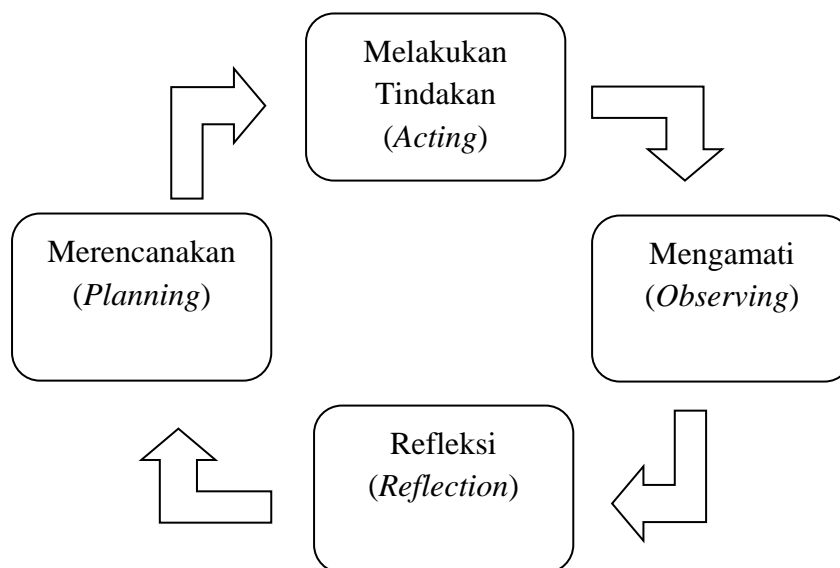 Melakukan
Tindakan
(Acting)
Merencanakan
(Planning)
Mengamati
(Observing)
Refleksi
(Reflection)